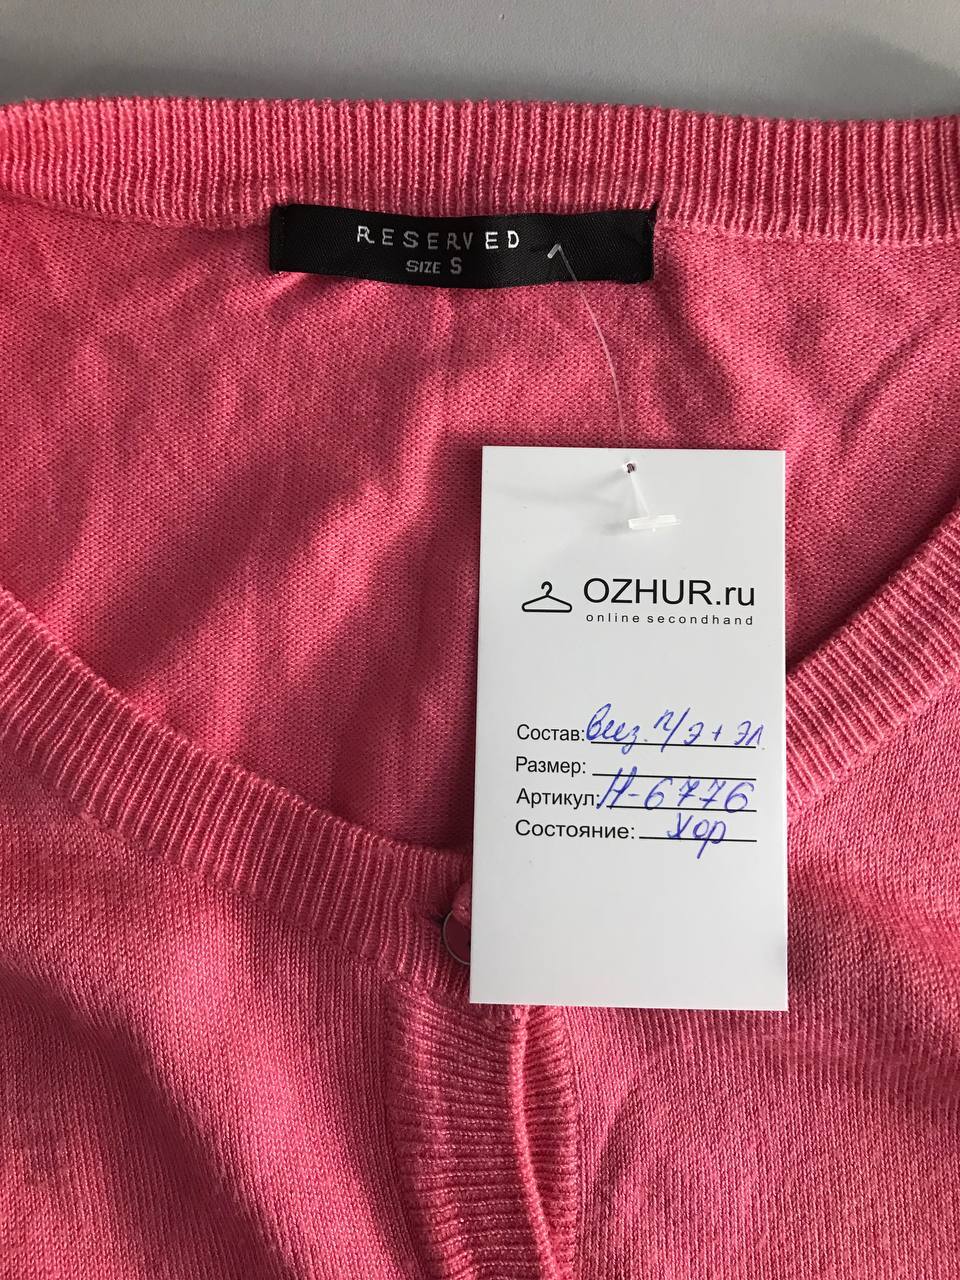 RESERVED
SIZE S
OZHUR.ru
online secondhand
Состав: виз. п/э + эл.
Размер:
Артикул: Н-6776
Состояние: хор